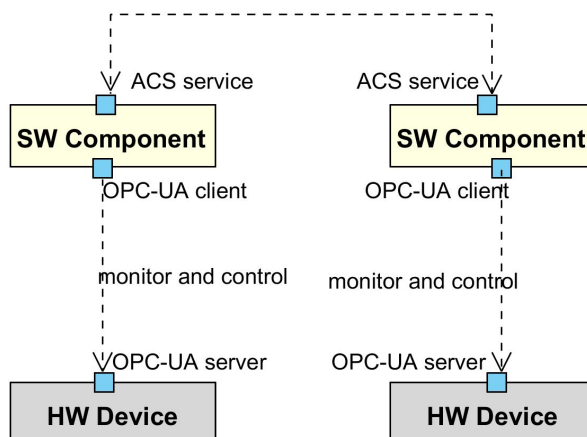 ACS service
ACS service
SW Component
SW Component
OPC-UA client
OPC-UA client
monitor and control
monitor and control
OPC-UA server
OPC-UA server
HW Device
HW Device